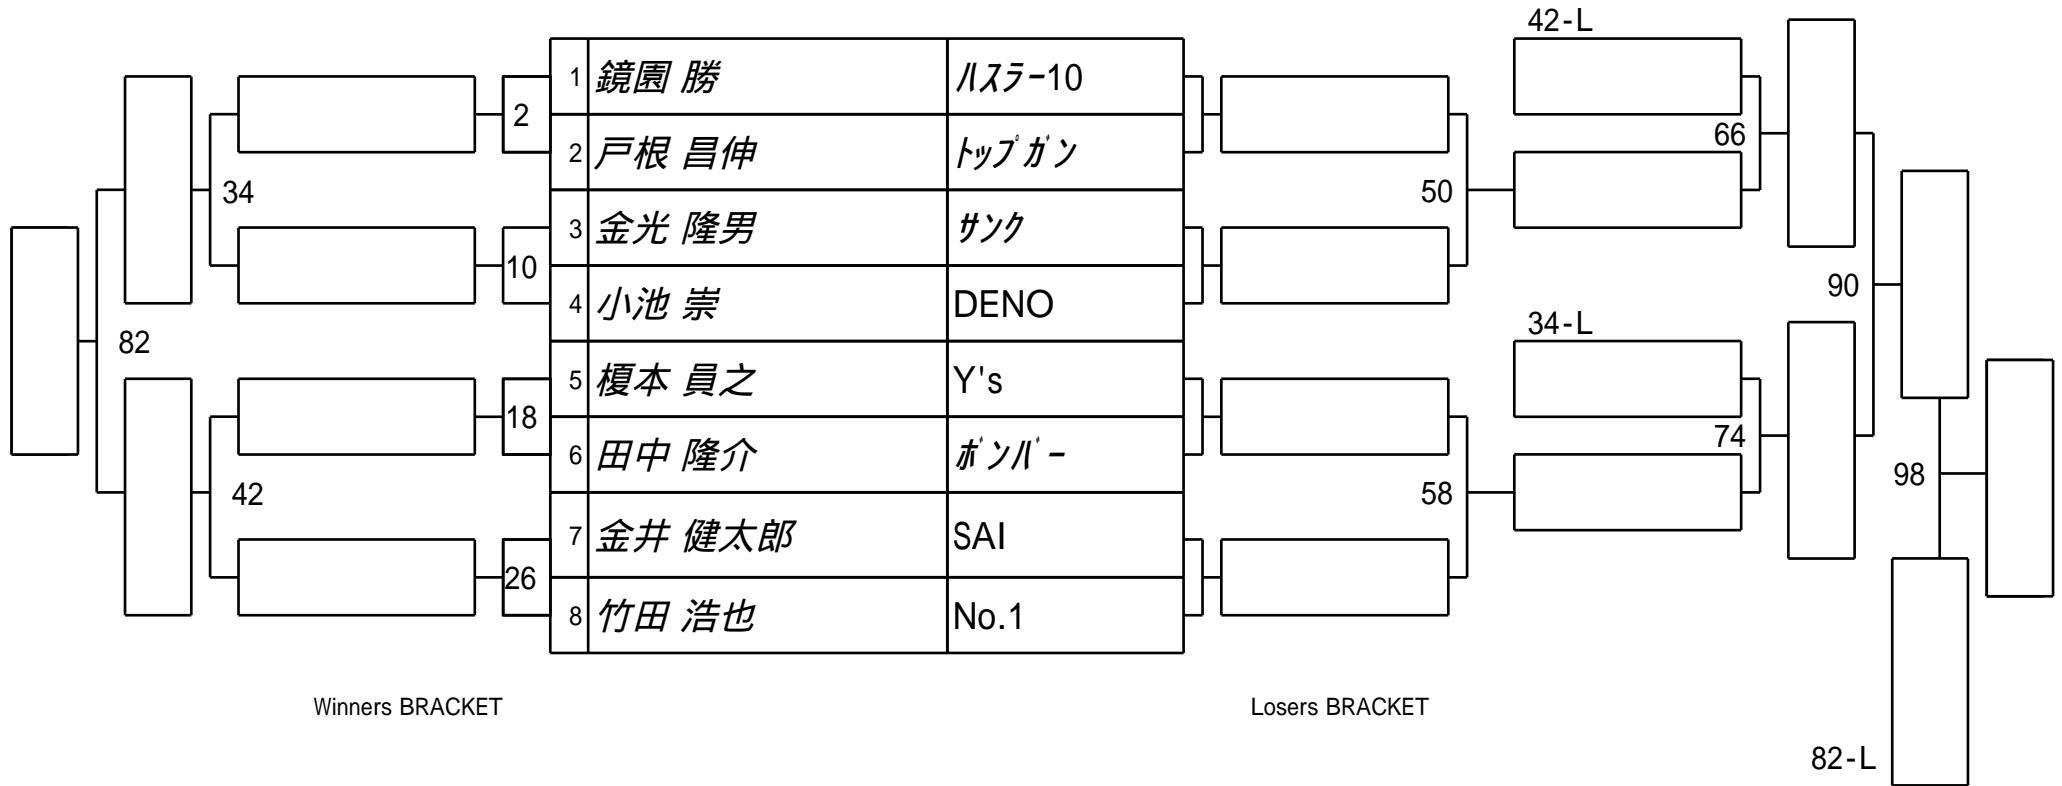 42-L
1 鏡園 勝 ﾊｽﾗｰ10
2
2 戸根 昌伸 ﾄｯﾌﾟｶﾞﾝ
66
34
50
3 金光 隆男 ｻﾝｸ
10
4 小池 崇 DENO
90
82
34-L
5 榎本 員之 Y's
18
6 田中 隆介 ﾎﾞﾝﾊﾞｰ
74
42
58
98
7 金井 健太郎 SAI
26
8 竹田 浩也 No.1
Winners BRACKET
Losers BRACKET
82-L